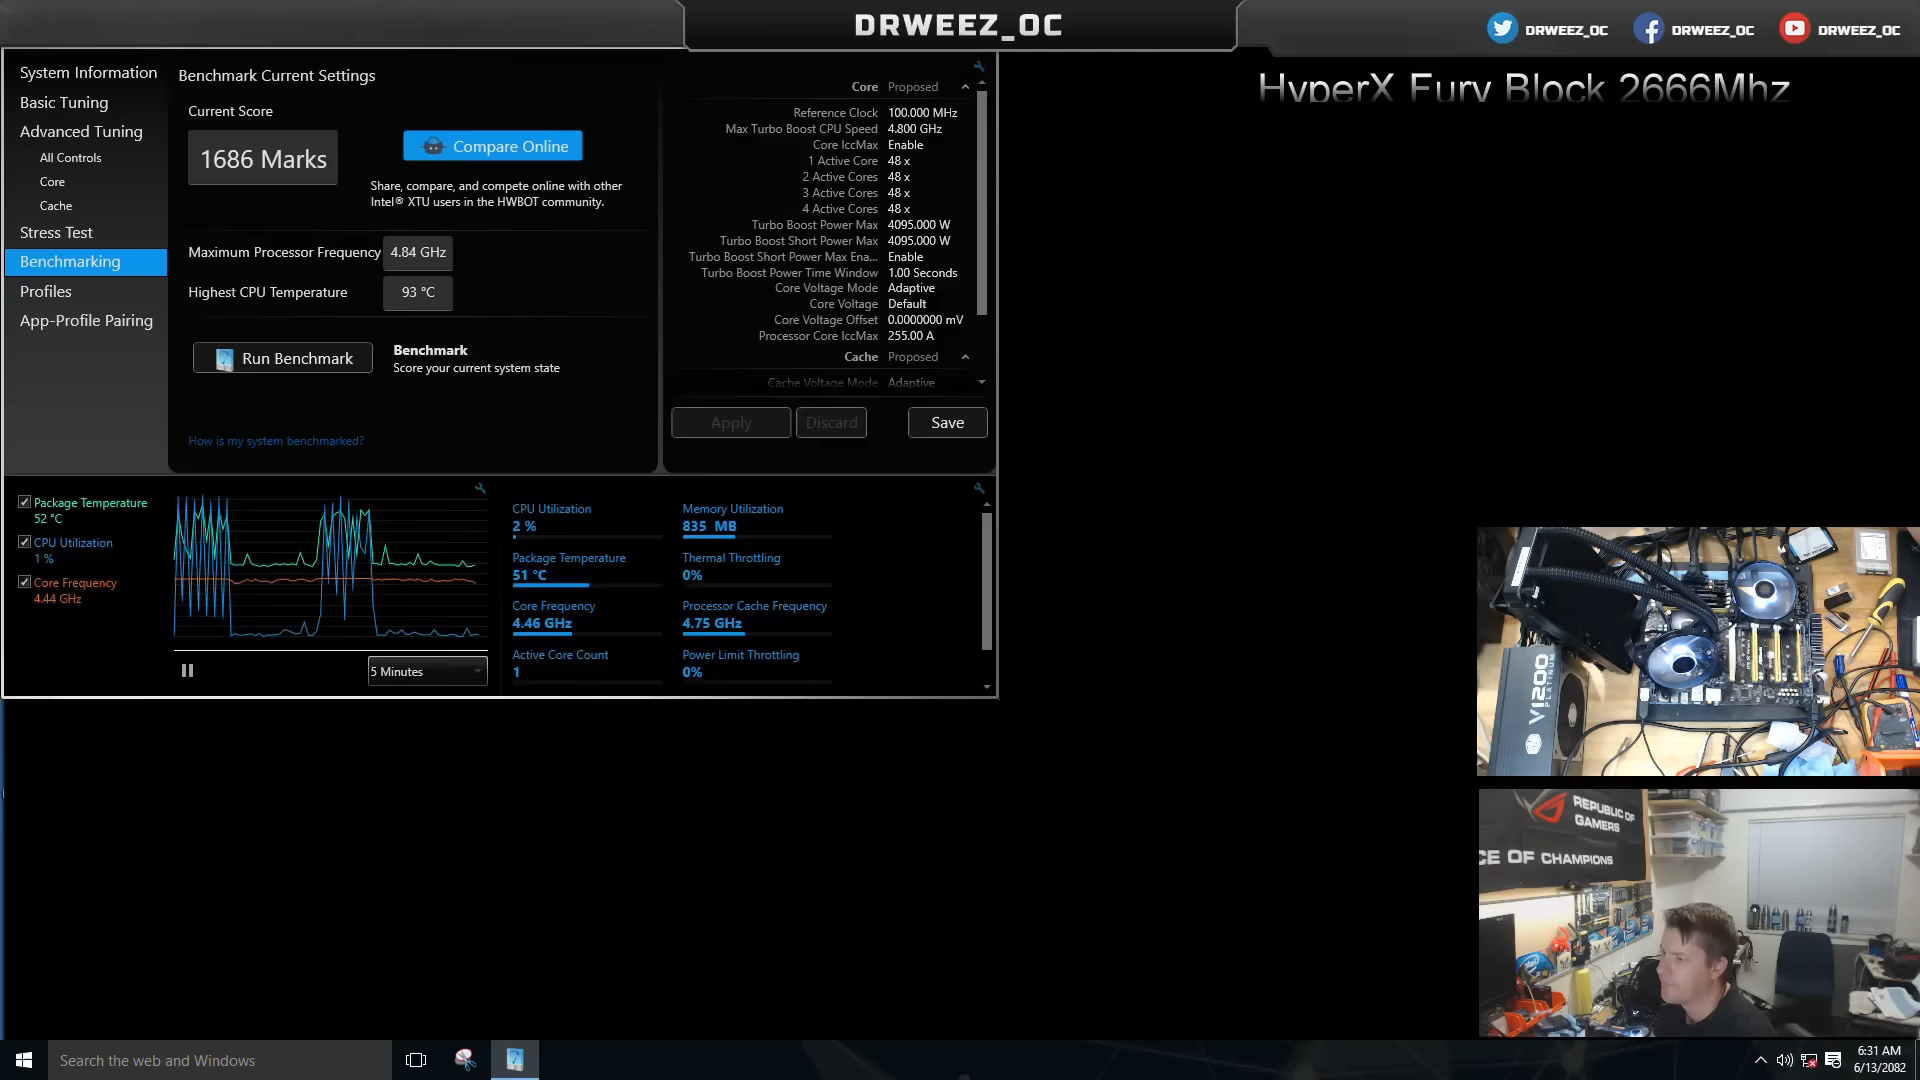 DRWEEZ_OC
DRWEEZ_OC
DRWEEZ_OC
DRWEEZ_OC
HyperX Fury Block 2666Mhz
System Information
Basic Tuning
Advanced Tuning
All Controls
Core
Cache
Stress Test
Benchmarking
Profiles
App-Profile Pairing
Benchmark Current Settings
Current Score
1686 Marks
Compare Online
Share, compare, and compete online with other
Intel® XTU users in the HWBOT community.
Maximum Processor Frequency 4.84 GHz
Highest CPU Temperature 93 °C
Run Benchmark
Benchmark
Score your current system state
How is my system benchmarked?
Core Proposed
Reference Clock 100.000 MHz
Max Turbo Boost CPU Speed 4.800 GHz
Core IccMax Enable
1 Active Core 48 x
2 Active Cores 48 x
3 Active Cores 48 x
4 Active Cores 48 x
Turbo Boost Power Max 4095.000 W
Turbo Boost Short Power Max 4095.000 W
Turbo Boost Short Power Max Ena... Enable
Turbo Boost Power Time Window 1.00 Seconds
Core Voltage Mode Adaptive
Core Voltage Default
Core Voltage Offset 0.0000000 mV
Processor Core IccMax 255.00 A
Cache Proposed
Cache Voltage Mode Adaptive
Apply Discard Save
Package Temperature
52 °C
CPU Utilization
1 %
Core Frequency
4.44 GHz
5 Minutes
CPU Utilization
2 %
Memory Utilization
835 MB
Package Temperature
51 °C
Thermal Throttling
0%
Core Frequency
4.46 GHz
Processor Cache Frequency
4.75 GHz
Active Core Count
1
Power Limit Throttling
0%
V1200
PLATINUM
REPUBLIC OF
GAMERS
CE OF CHAMPIONS
Search the web and Windows
6:31 AM
6/13/2082